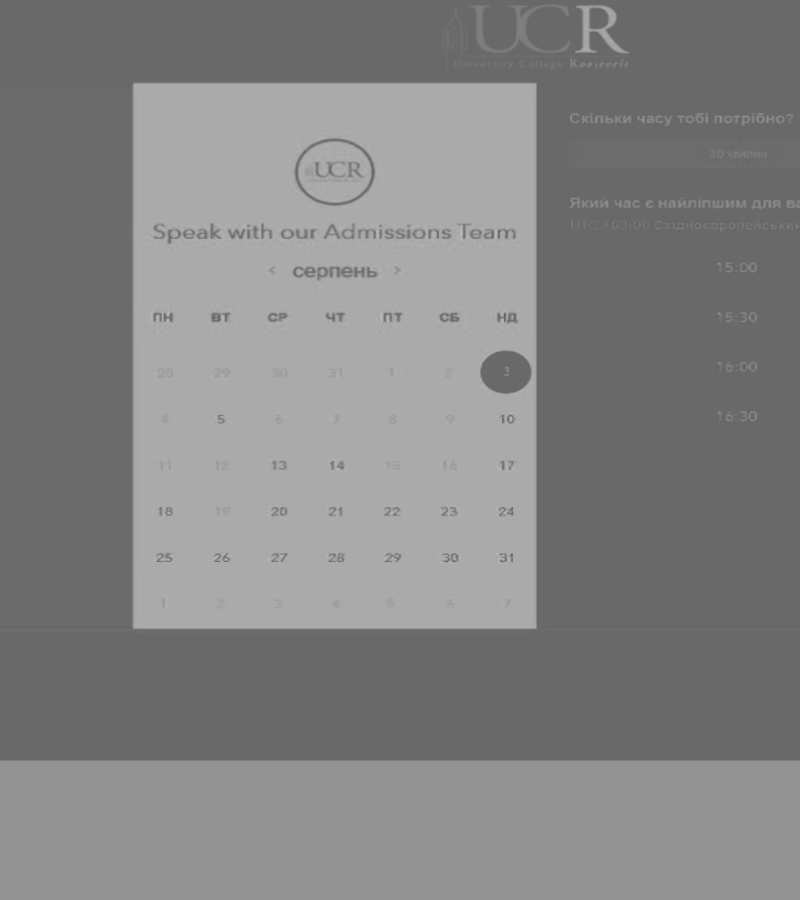 UCR
University College Roosevelt
UCR
Speak with our Admissions Team
< серпень >
ПН ВТ СР ЧТ ПТ СБ НД
28 29 30 31 1 2 3
4 5 6 7 8 9 10
11 12 13 14 15 16 17
18 19 20 21 22 23 24
25 26 27 28 29 30 31
1 2 3 4 5 6 7
Скільки часу тобі потрібно?
30 хвилин
Який час є найліпшим для ва
UTC +03:00 Східноєвропейський
15:00
15:30
16:00
16:30